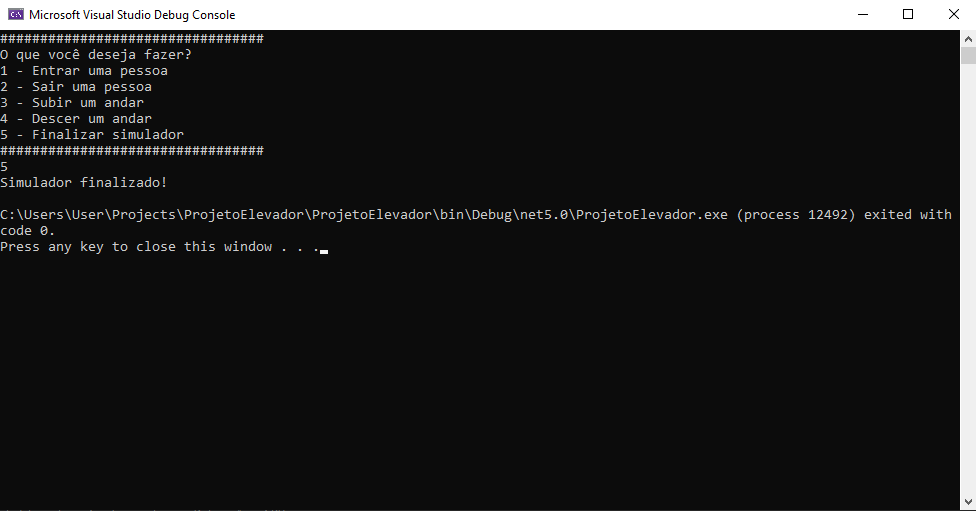 Microsoft Visual Studio Debug Console
#################################
O que você deseja fazer?
1 - Entrar uma pessoa
2 - Sair uma pessoa
3 - Subir um andar
4 - Descer um andar
5 - Finalizar simulador
#################################
5
Simulador finalizado!
C:\Users\User\Projects\ProjetoElevador\ProjetoElevador\bin\Debug\net5.0\ProjetoElevador.exe (process 12492) exited with
code 0.
Press any key to close this window . . .